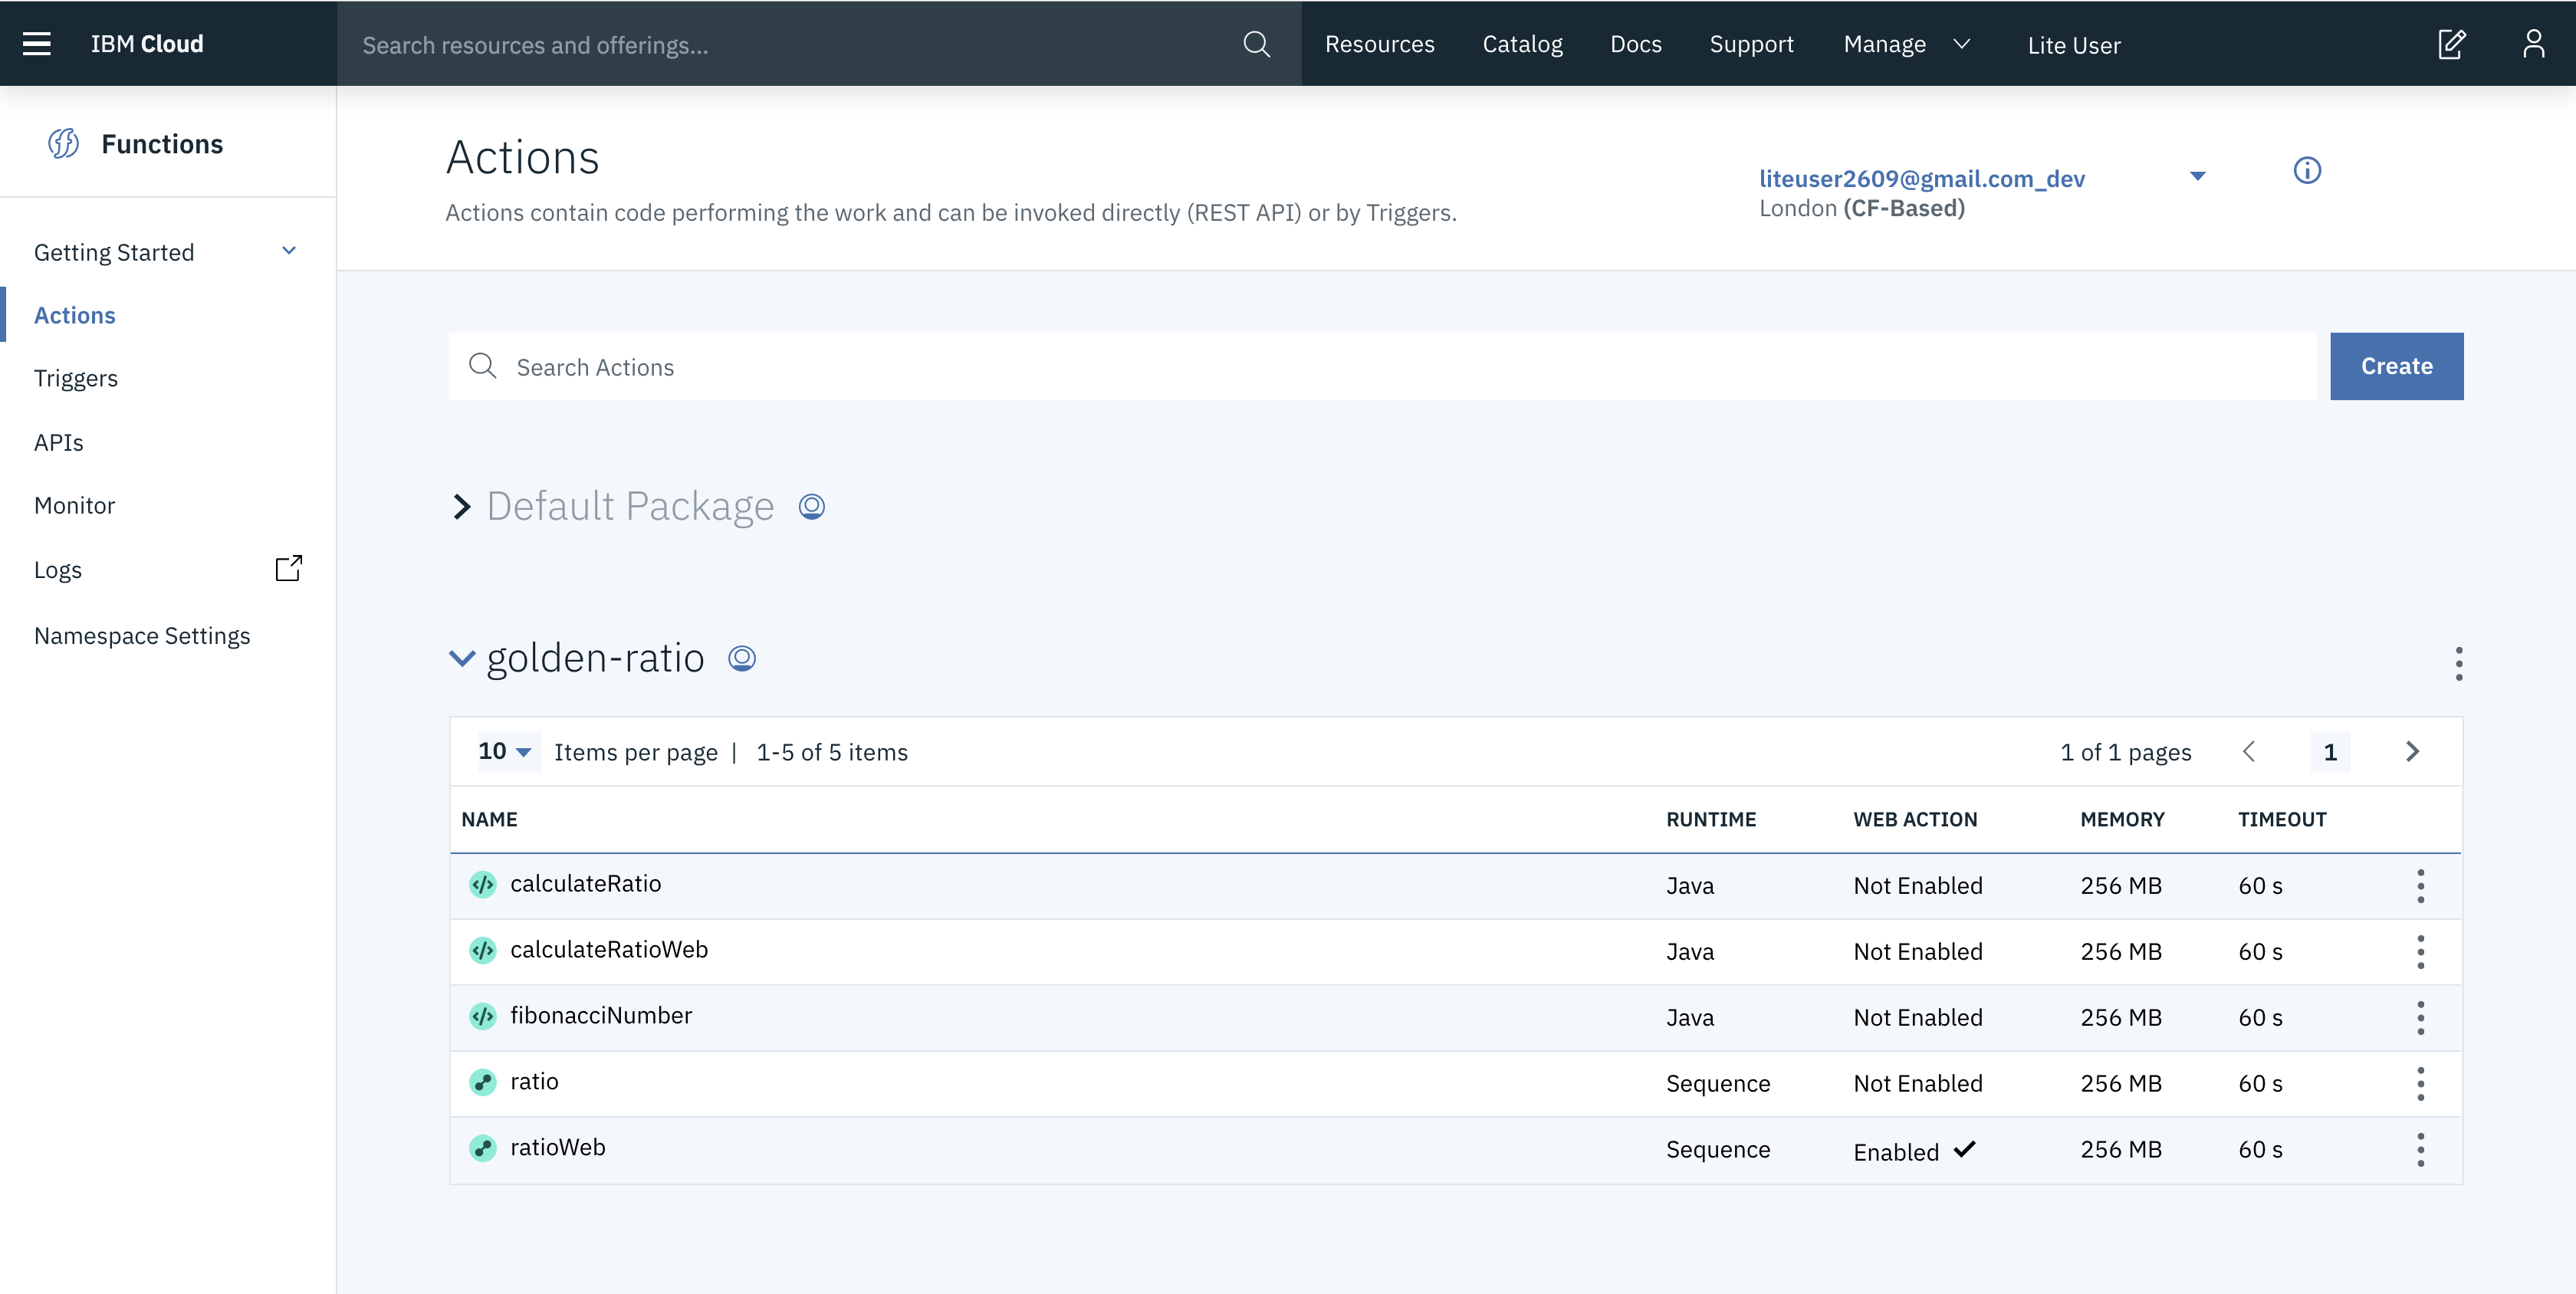 IBM Cloud
Search resources and offerings...
Resources Catalog Docs Support Manage Lite User
Functions
Getting Started
Actions
Triggers
APIs
Monitor
Logs
Namespace Settings
Actions
Actions contain code performing the work and can be invoked directly (REST API) or by Triggers.
liteuser2609@gmail.com_dev
London (CF-Based)
Search Actions
Create
Default Package
golden-ratio
10 Items per page | 1-5 of 5 items 1 of 1 pages 1
NAME RUNTIME WEB ACTION MEMORY TIMEOUT
calculateRatio Java Not Enabled 256 MB 60 s
calculateRatioWeb Java Not Enabled 256 MB 60 s
fibonacciNumber Java Not Enabled 256 MB 60 s
ratio Sequence Not Enabled 256 MB 60 s
ratioWeb Sequence Enabled 256 MB 60 s